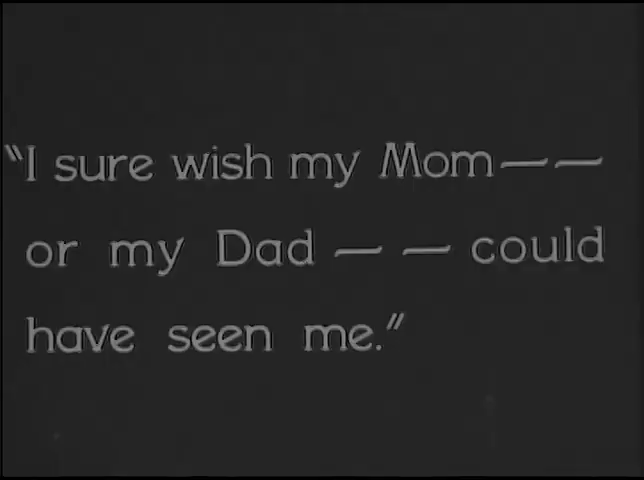 "I sure wish my Mom — —
or my Dad — — could
have seen me."